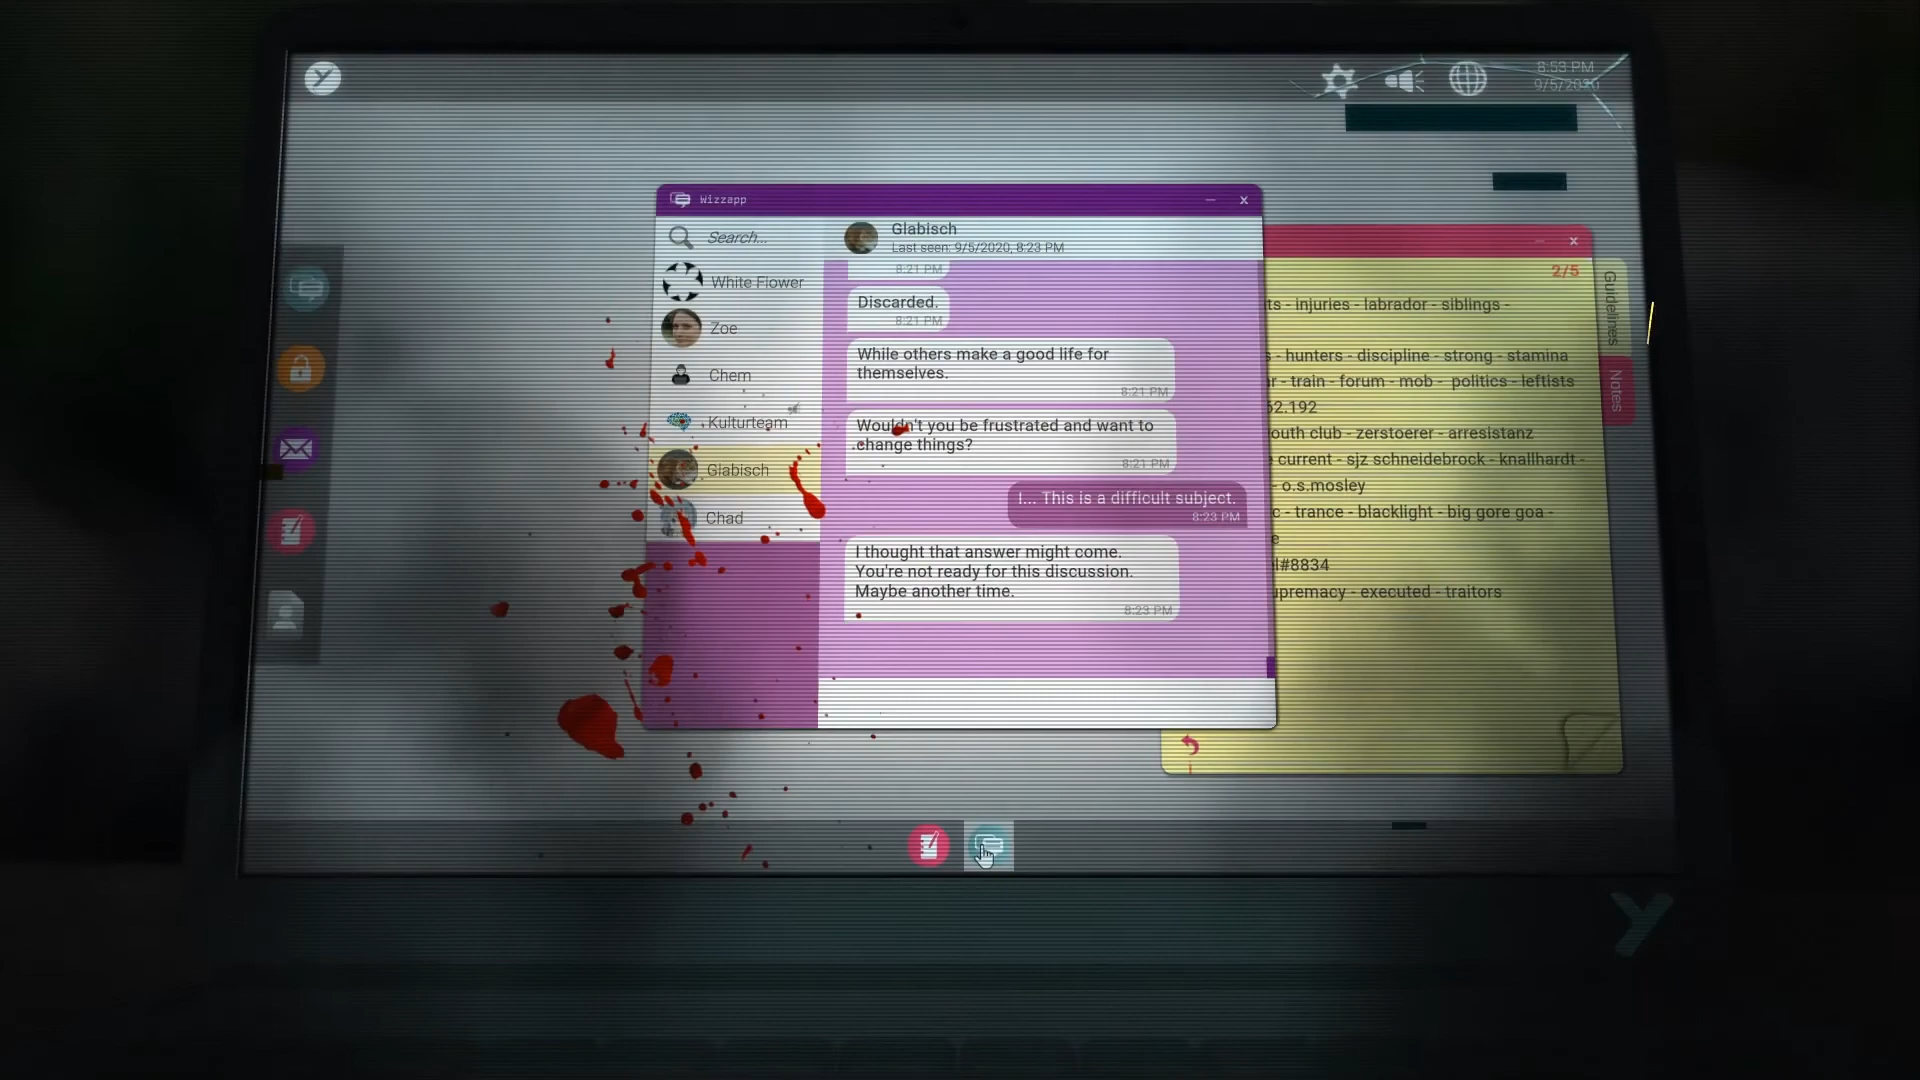 8:53 PM
9/5/2020
Wizzapp
Search...
White Flower
Zoe
Chem
Kulturteam
Glabisch
Chad
Glabisch
Last seen: 9/5/2020, 8:23 PM
8:21 PM
Discarded.
8:21 PM
While others make a good life for
themselves.
8:21 PM
Wouldn't you be frustrated and want to
change things?
8:21 PM
I... This is a difficult subject.
8:23 PM
I thought that answer might come.
You're not ready for this discussion.
Maybe another time.
8:23 PM
2/5
- injuries - labrador - siblings -
- hunters - discipline - strong - stamina
- train - forum - mob - politics - leftists
62.192
club - zerstoerer - arresistanz
current - sjz schneidebrock - knallhardt -
- o.s.mosley
- trance - blacklight - big gore goa -
#8834
- executed - traitors
Guidelines
Notes